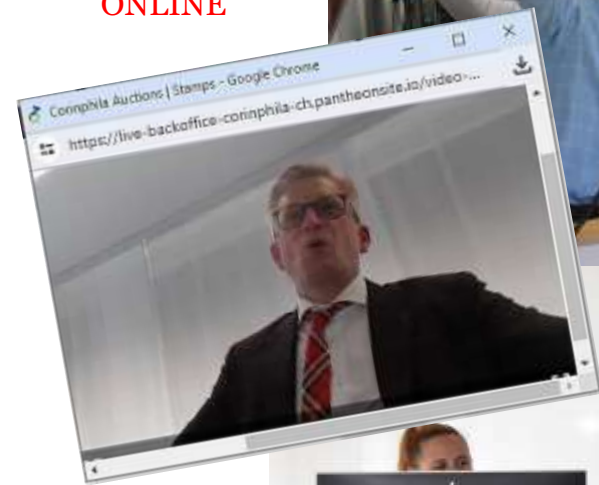 ONLINE
Corinphila Auctions | Stamps - Google Chrome
https://live-backoffice-corinphila-ch.pantheonsite.io/video-...